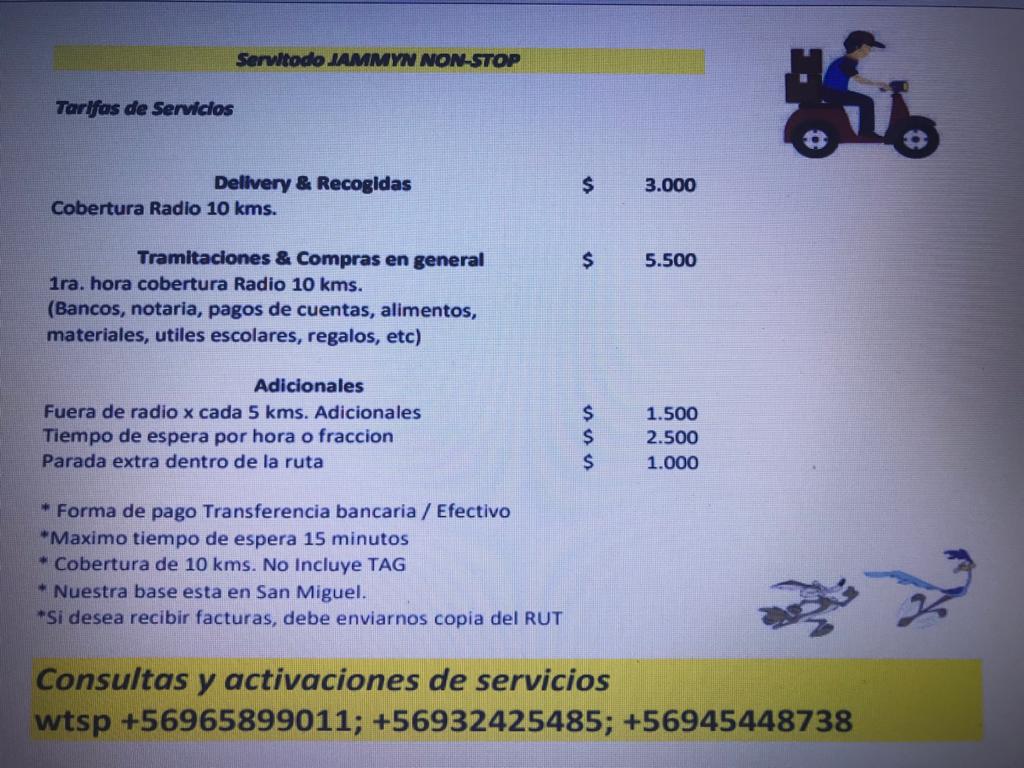 Servitodo JAMMYN NON-STOP
Tarifas de Servicios
Delivery & Recogidas $ 3.000
Cobertura Radio 10 kms.
Tramitaciones & Compras en general $ 5.500
1ra. hora cobertura Radio 10 kms.
(Bancos, notaria, pagos de cuentas, alimentos,
materiales, utiles escolares, regalos, etc)
Adicionales
Fuera de radio x cada 5 kms. Adicionales $ 1.500
Tiempo de espera por hora o fraccion $ 2.500
Parada extra dentro de la ruta $ 1.000
* Forma de pago Transferencia bancaria / Efectivo
*Maximo tiempo de espera 15 minutos
* Cobertura de 10 kms. No Incluye TAG
* Nuestra base esta en San Miguel.
*Si desea recibir facturas, debe enviarnos copia del RUT
Consultas y activaciones de servicios
wtsp +56965899011; +56932425485; +56945448738